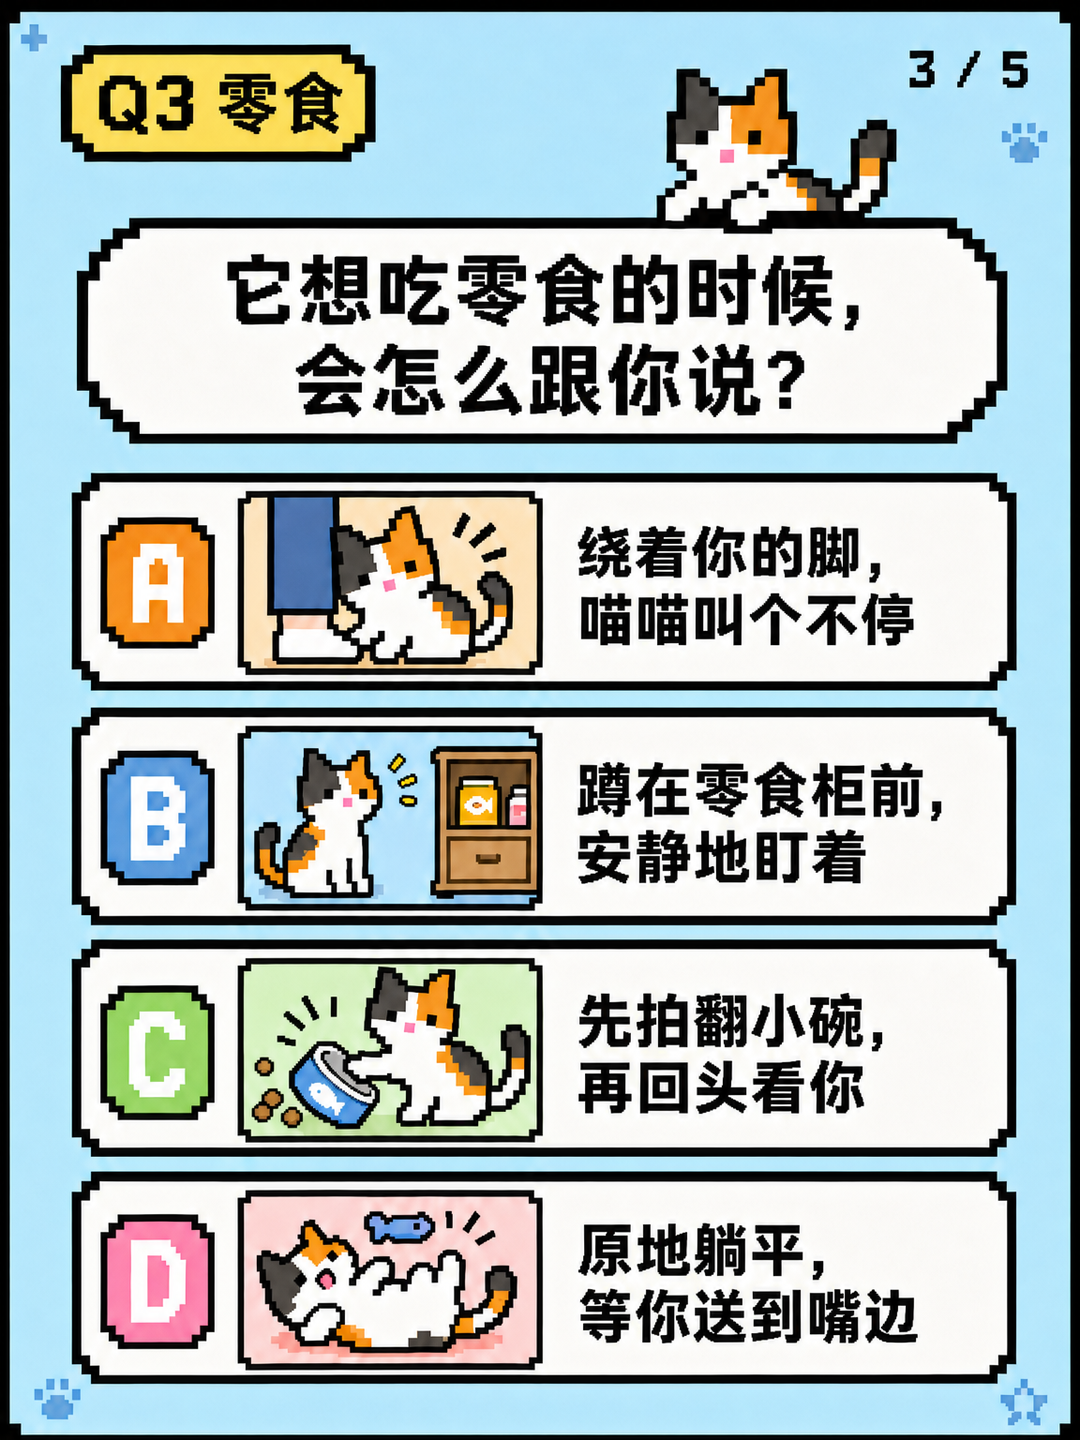 Q3 零食
3 / 5
它想吃零食的时候，
会怎么跟你说？
A
绕着你的脚，
喵喵叫个不停
B
蹲在零食柜前，
安静地盯着
C
先拍翻小碗，
再回头看你
D
原地躺平，
等你送到嘴边